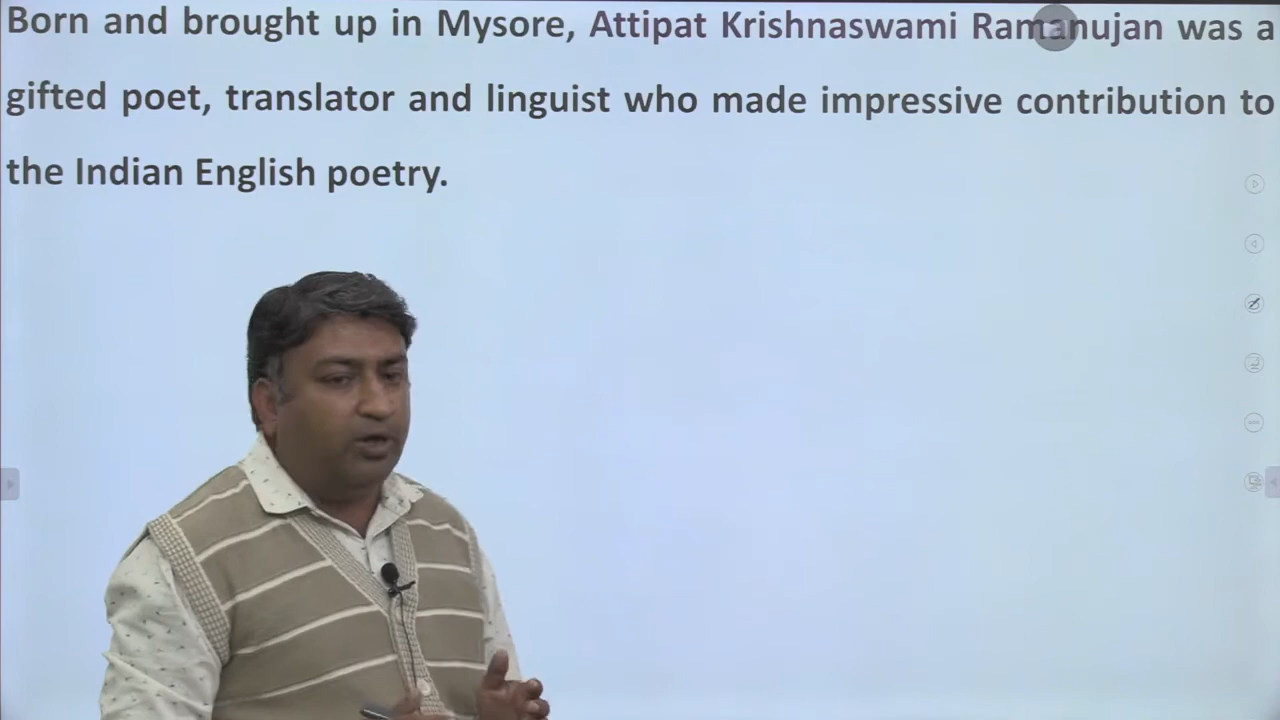 Born and brought up in Mysore, Attipat Krishnaswami Ramanujan was a
gifted poet, translator and linguist who made impressive contribution to
the Indian English poetry.